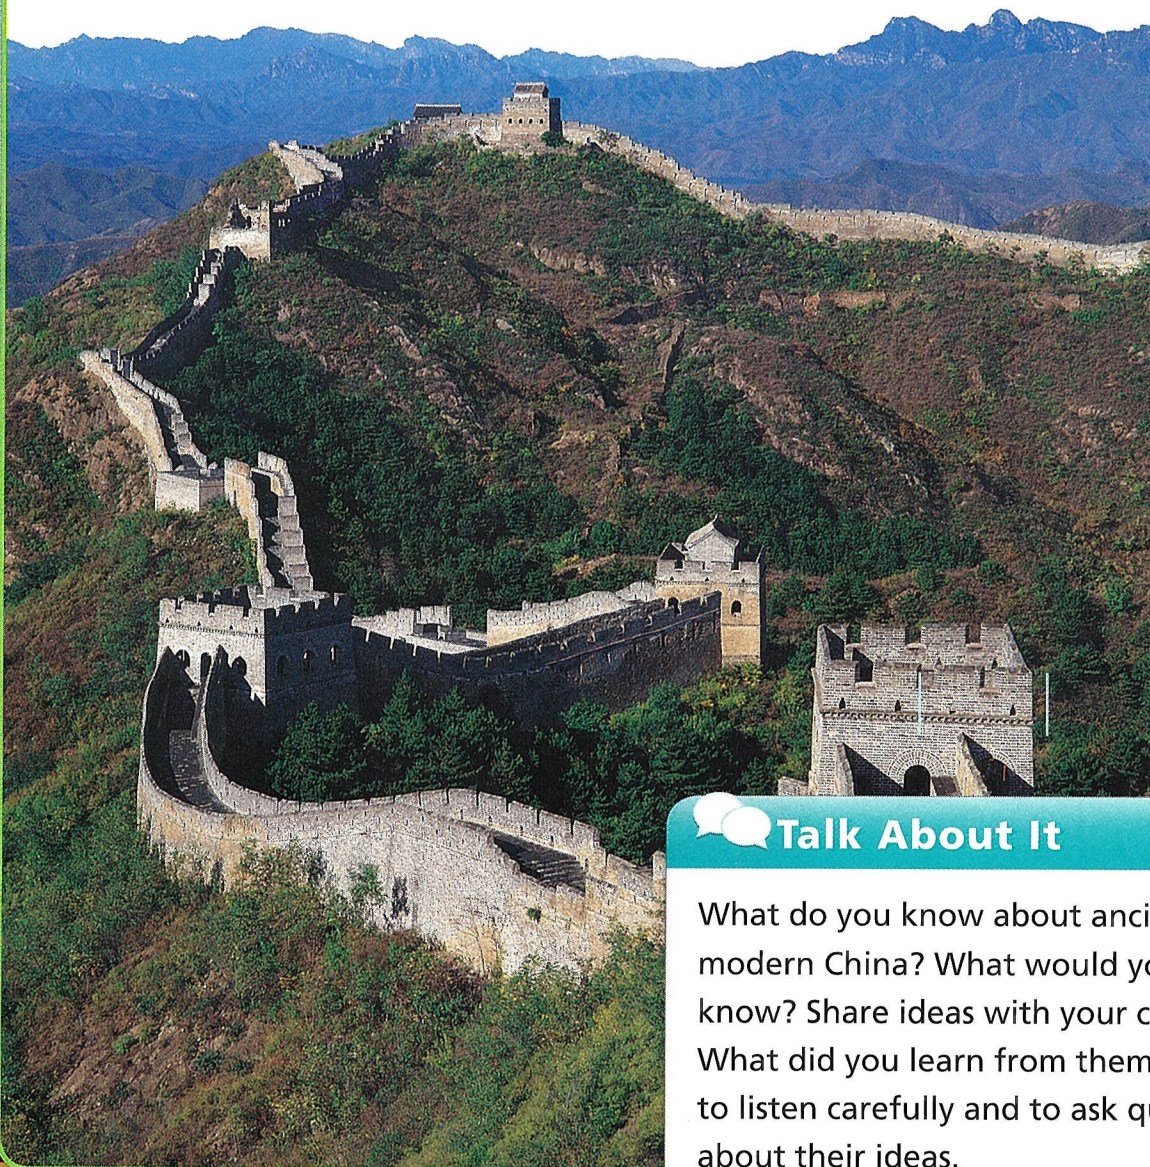 Talk About It
What do you know about
modern China? What would
know? Share ideas with your
What did you learn from them
to listen carefully and to ask
about their ideas.